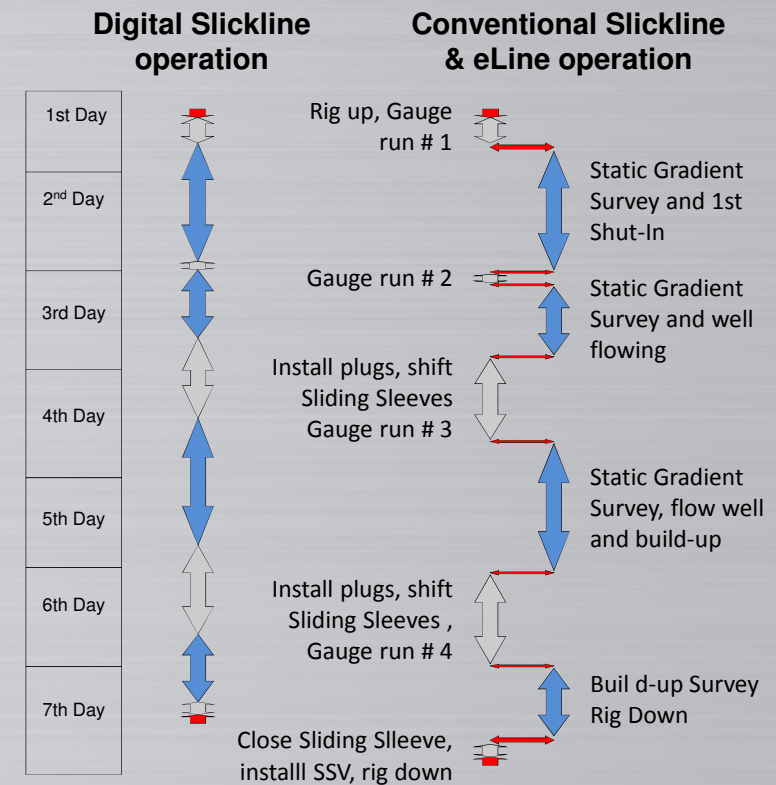 Digital Slickline
operation
Conventional Slickline
& eLine operation
1st Day
2nd Day
3rd Day
4th Day
5th Day
6th Day
7th Day
Rig up, Gauge
run # 1
Static Gradient
Survey and 1st
Shut-In
Gauge run # 2
Static Gradient
Survey and well
flowing
Install plugs, shift
Sliding Sleeves
Gauge run # 3
Static Gradient
Survey, flow well
and build-up
Install plugs, shift
Sliding Sleeves ,
Gauge run # 4
Buil d-up Survey
Rig Down
Close Sliding Slleeve,
installl SSV, rig down